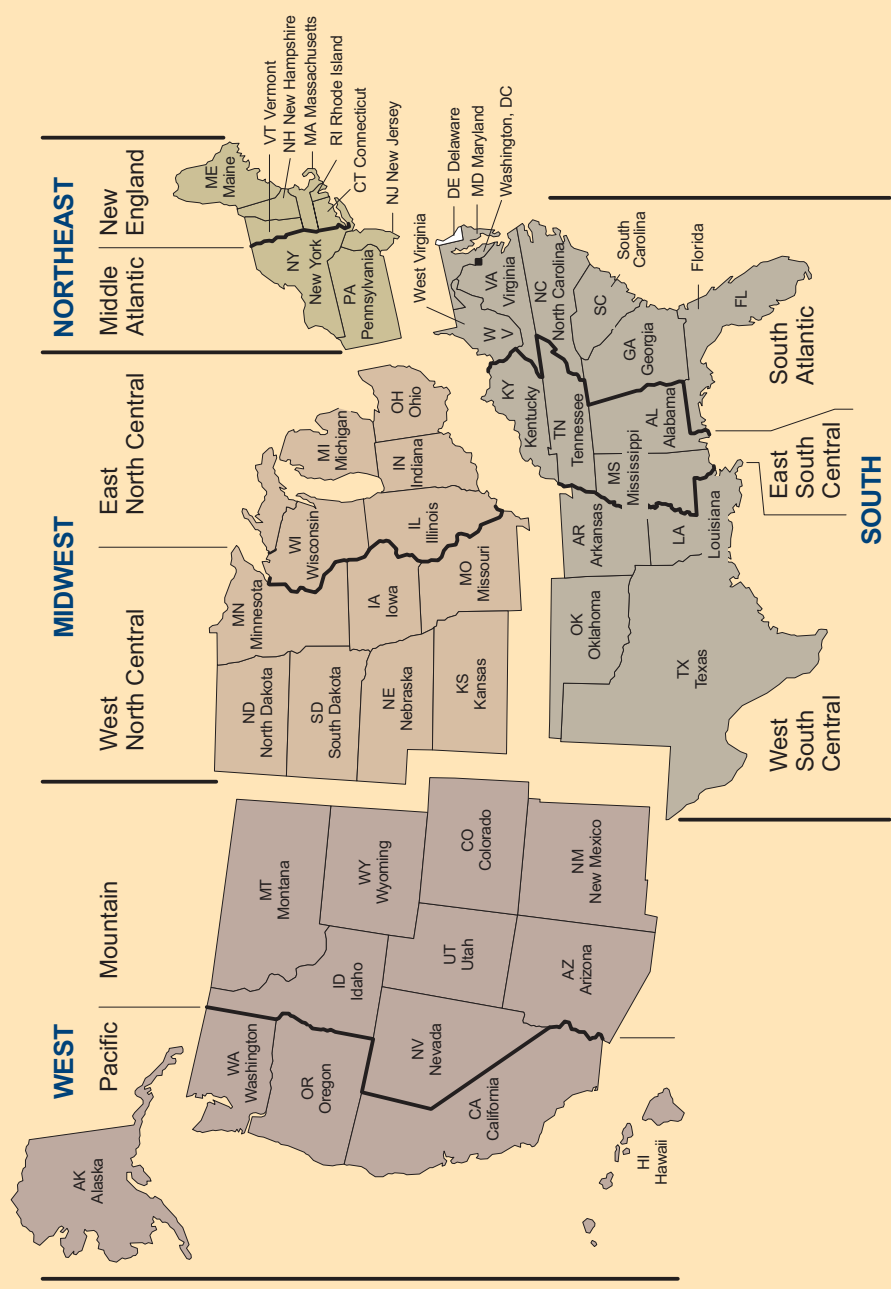 WEST
Pacific
Mountain
MIDWEST
West
North Central
East
North Central
NORTHEAST
Middle
Atlantic
New
England
AK
Alaska
WA
Washington
OR
Oregon
CA
California
HI
Hawaii
NV
Nevada
ID
Idaho
MT
Montana
WY
Wyoming
UT
Utah
CO
Colorado
AZ
Arizona
NM
New Mexico
ND
North Dakota
SD
South Dakota
NE
Nebraska
KS
Kansas
MN
Minnesota
IA
Iowa
MO
Missouri
WI
Wisconsin
IL
Illinois
MI
Michigan
IN
Indiana
OH
Ohio
ME
Maine
VT Vermont
NH New Hampshire
MA Massachusetts
RI Rhode Island
CT Connecticut
NJ New Jersey
NY
New York
PA
Pennsylvania
DE Delaware
MD Maryland
Washington, DC
West Virginia
W
V
VA
Virginia
NC
North Carolina
SC
South
Carolina
GA
Georgia
Florida
FL
KY
Kentucky
TN
Tennessee
MS
Mississippi
AL
Alabama
AR
Arkansas
LA
Louisiana
OK
Oklahoma
TX
Texas
West
South
Central
East
South
Central
South
Atlantic
SOUTH